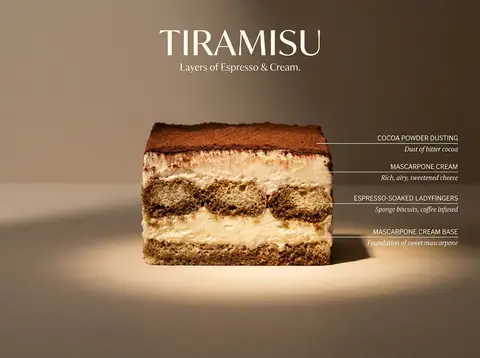 TIRAMISU
Layers of Espresso & Cream.
COCOA POWDER DUSTING
Dust of bitter cocoa
MASCARPONE CREAM
Rich, airy, sweetened cheese
ESPRESSO-SOAKED LADYFINGERS
Sponge biscuits, coffee infused
MASCARPONE CREAM BASE
Foundation of sweet mascarpone